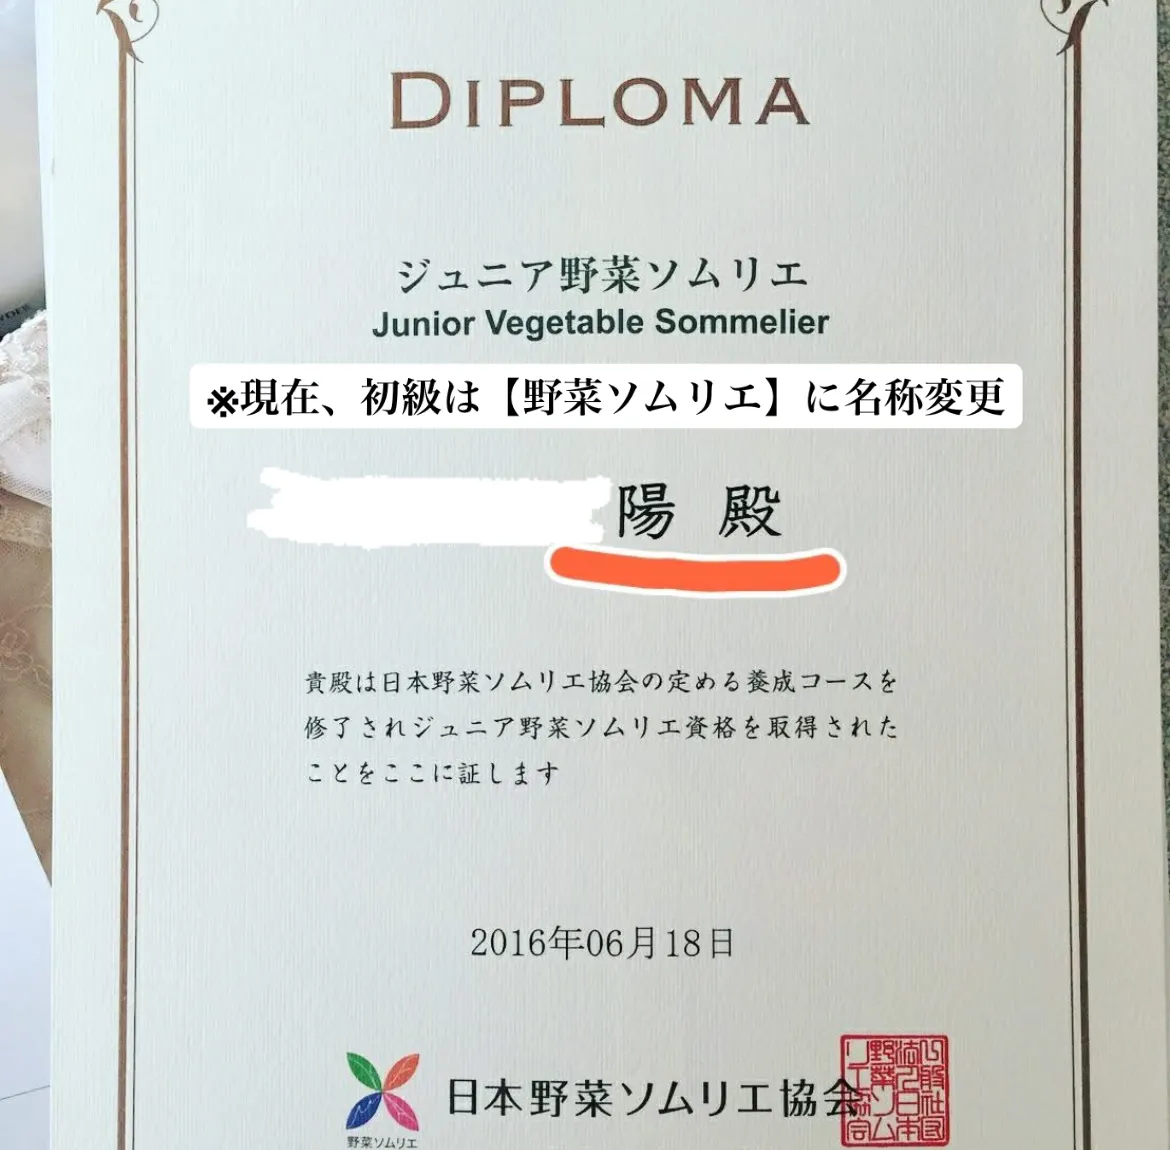 DIPLOMA
ジュニア野菜ソムリエ
Junior Vegetable Sommelier
※現在、初級は【野菜ソムリエ】に名称変更
陽 殿
貴殿は日本野菜ソムリエ協会の定める養成コースを
修了されジュニア野菜ソムリエ資格を取得された
ことをここに証します
2016年06月18日
日本野菜ソムリエ協会
野菜ソムリエ